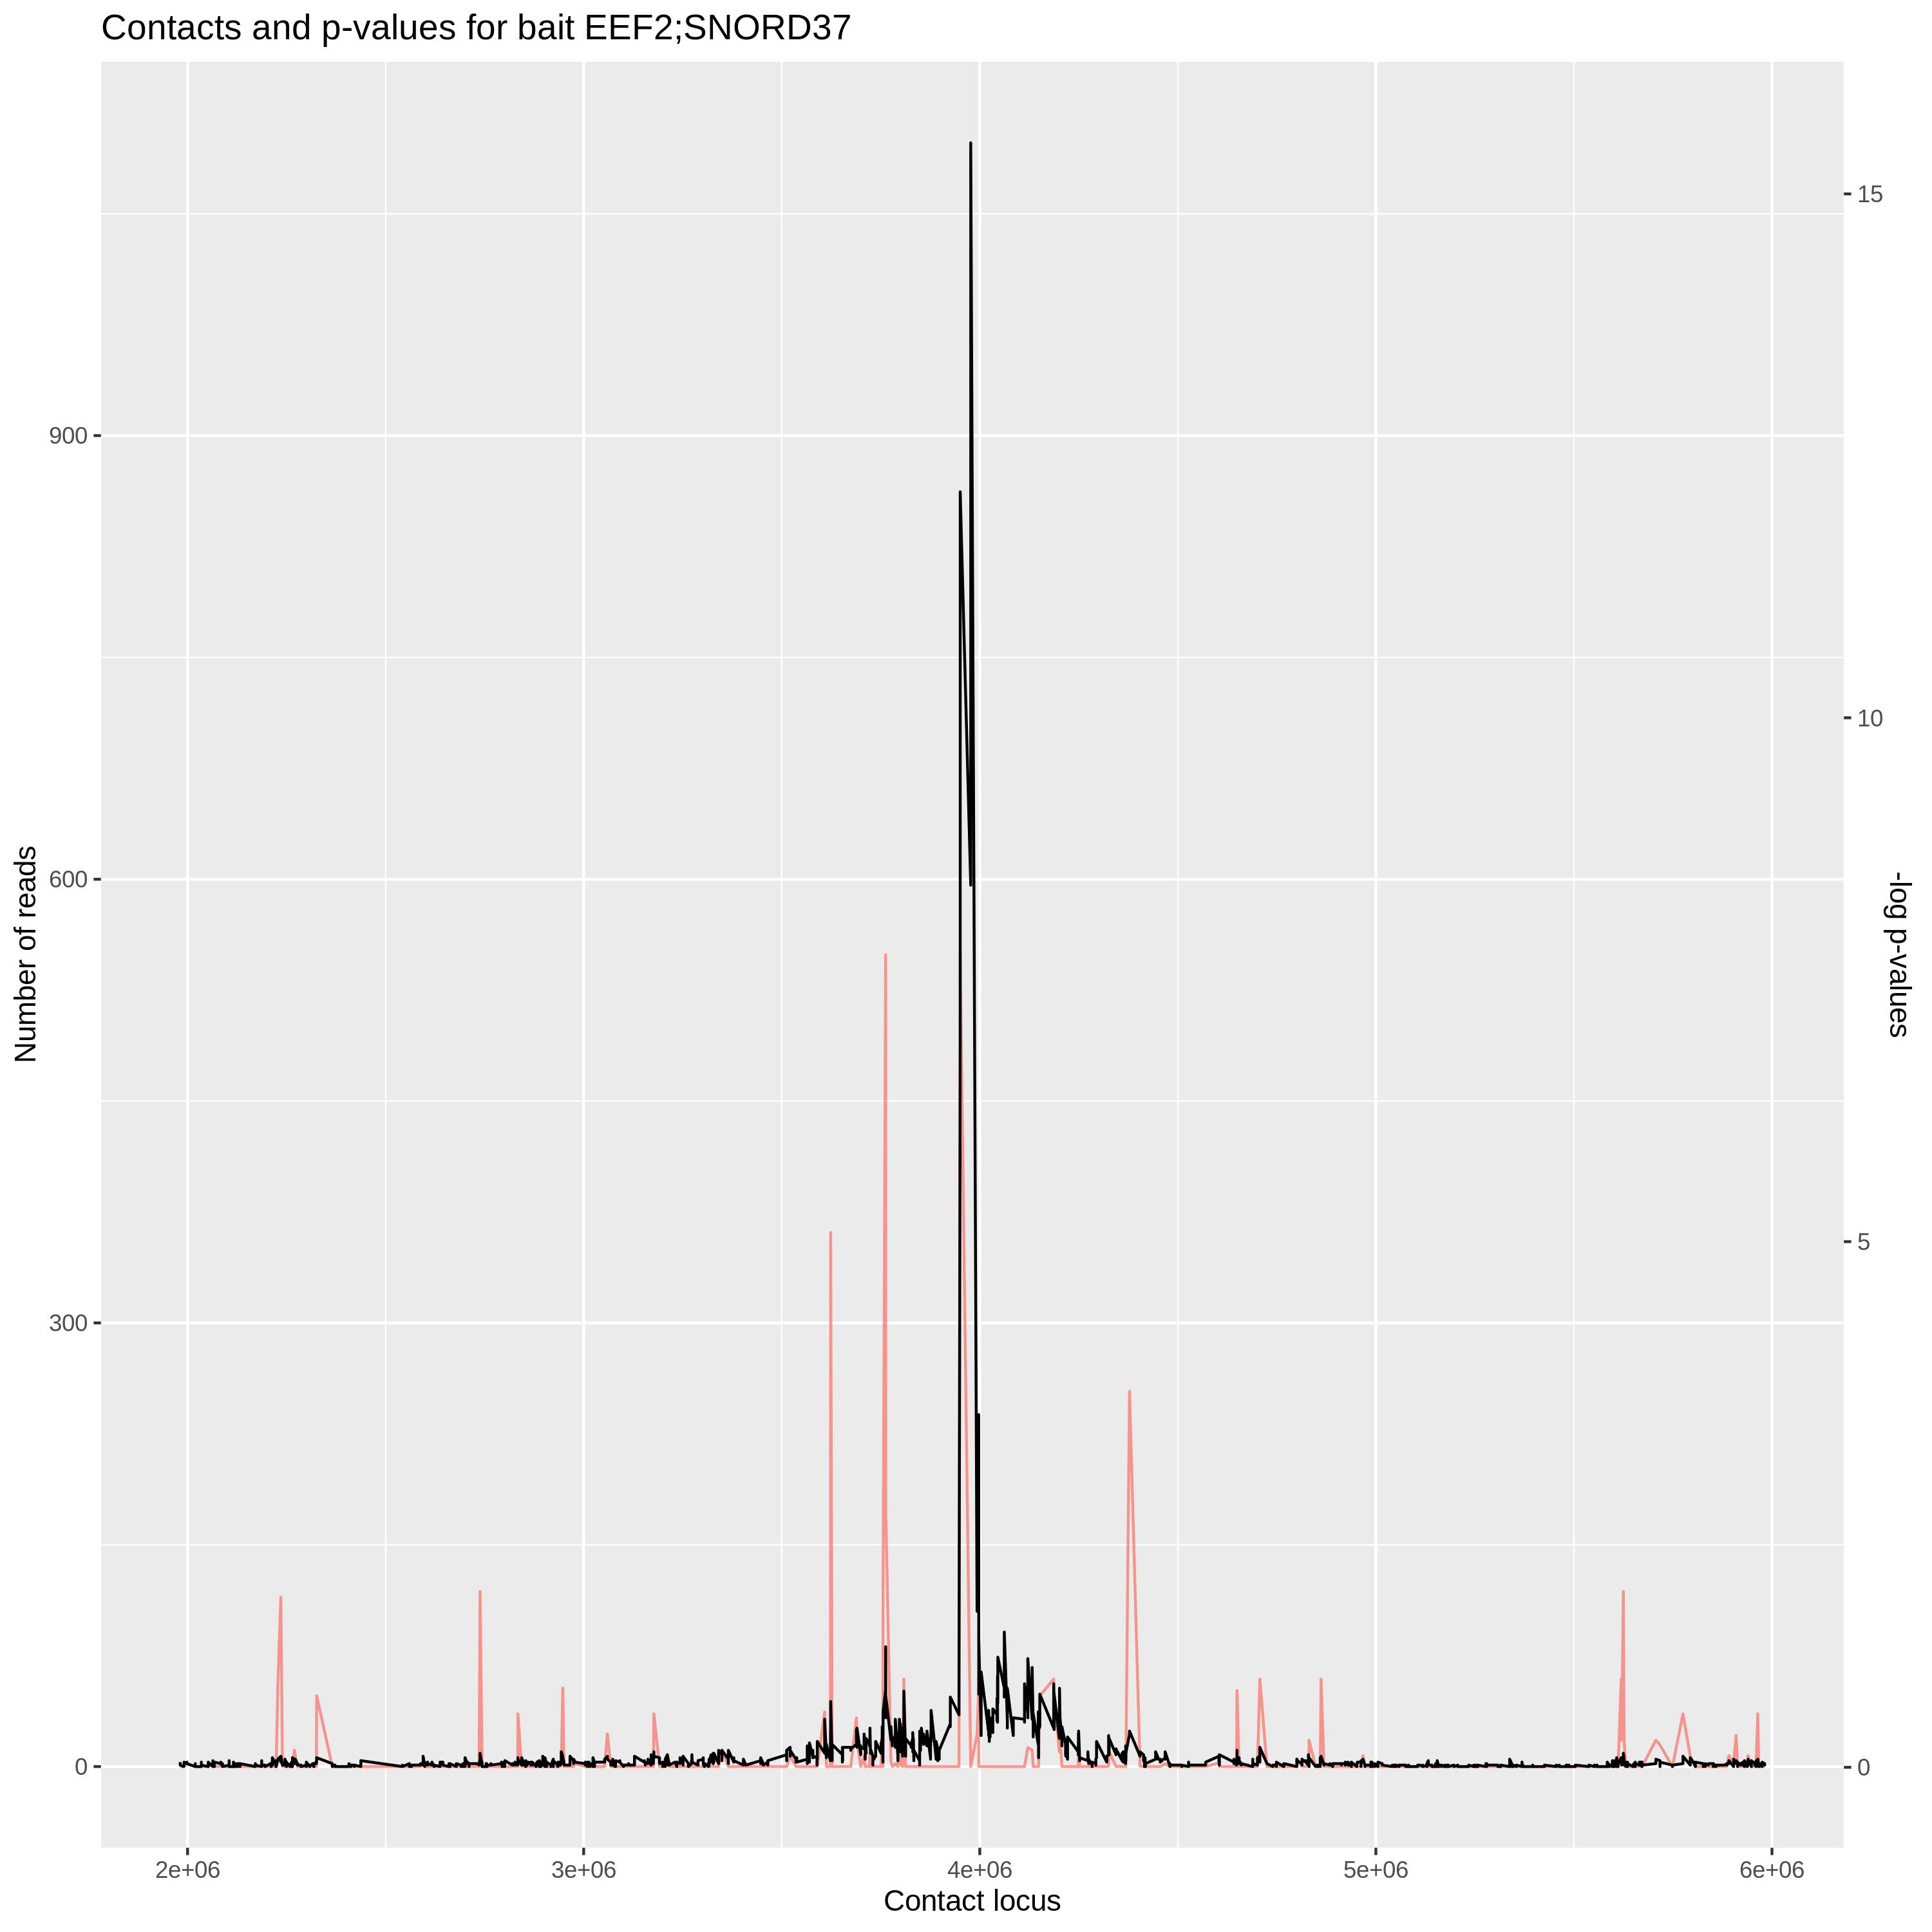 Contacts and p-values for bait EEF2;SNORD37
15
900
10
600
Number of reads
-log p-values
5
300
0
0
2e+06
3e+06
4e+06
5e+06
6e+06
Contact locus